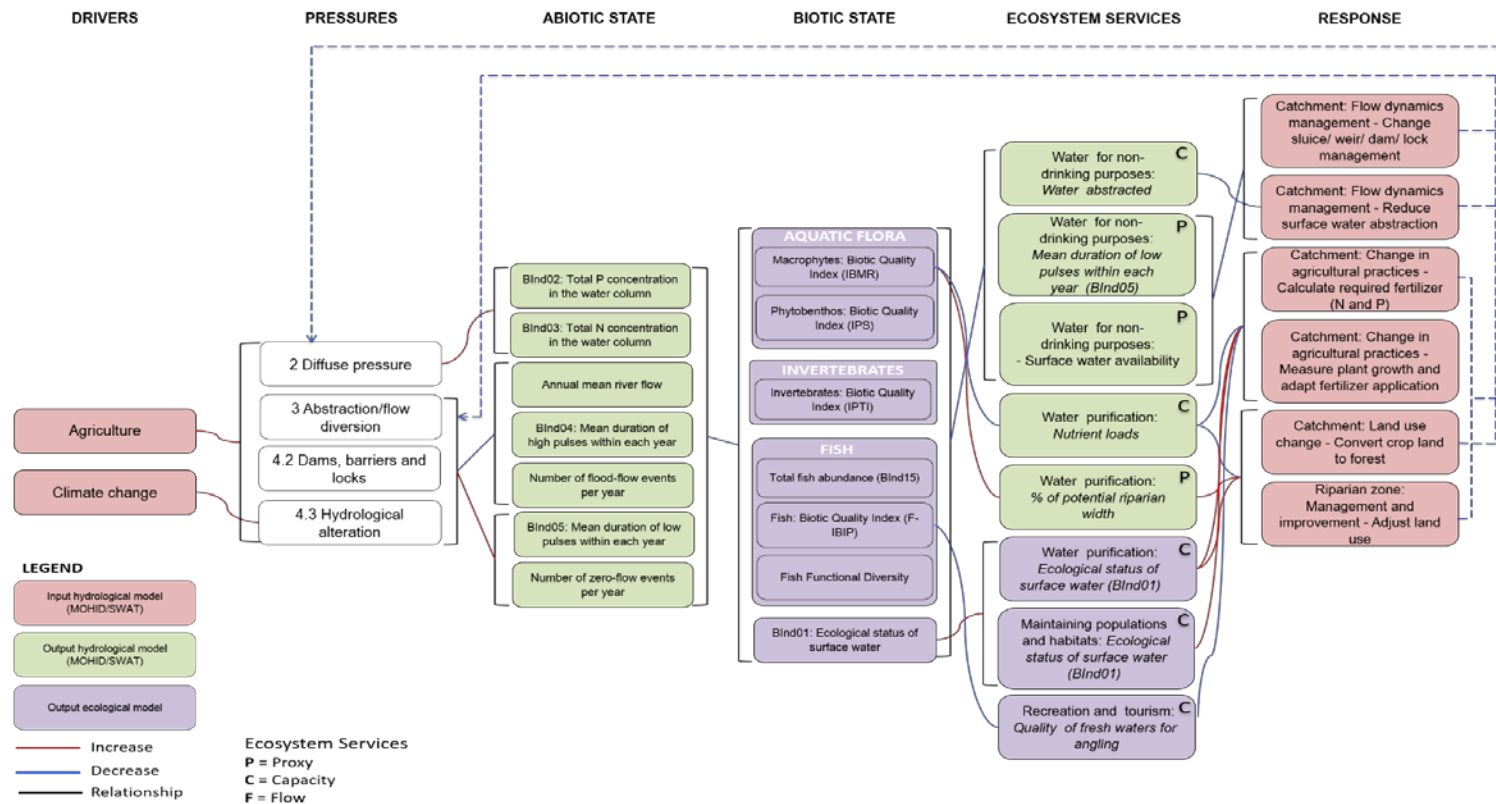 DRIVERS
PRESSURES
ABIOTIC STATE
BIOTIC STATE
ECOSYSTEM SERVICES
RESPONSE
Agriculture
Climate change
2 Diffuse pressure
3 Abstraction/flow
diversion
4.2 Dams, barriers and
locks
4.3 Hydrological
alteration
BInd02: Total P concentration
in the water column
BInd03: Total N concentration
in the water column
Annual mean river flow
BInd04: Mean duration of
high pulses within each year
Number of flood-flow events
per year
BInd05: Mean duration of low
pulses within each year
Number of zero-flow events
per year
AQUATIC FLORA
Macrophytes: Biotic Quality
Index (IBMR)
Phytobenthos: Biotic Quality
Index (IPS)
INVERTEBRATES
Invertebrates: Biotic Quality
Index (IPTI)
FISH
Total fish abundance (BInd15)
Fish: Biotic Quality Index (F-
IBIP)
Fish Functional Diversity
BInd01: Ecological status of
surface water
Water for non-
drinking purposes:
Water abstracted
C
Water for non-
drinking purposes:
Mean duration of low
pulses within each
year (BInd05)
P
Water for non-
drinking purposes:
- Surface water availability
P
Water purification:
Nutrient loads
C
Water purification:
% of potential riparian
width
P
Water purification:
Ecological status of
surface water (BInd01)
C
Maintaining populations
and habitats: Ecological
status of surface water
(BInd01)
C
Recreation and tourism:
Quality of fresh waters for
angling
C
Catchment: Flow dynamics
management - Change
sluice/ weir/ dam/ lock
management
Catchment: Flow dynamics
management - Reduce
surface water abstraction
Catchment: Change in
agricultural practices -
Calculate required fertilizer
(N and P)
Catchment: Change in
agricultural practices -
Measure plant growth and
adapt fertilizer application
Catchment: Land use
change - Convert crop land
to forest
Riparian zone:
Management and
improvement - Adjust land
use
LEGEND
Input hydrological model
(MOHID/SWAT)
Output hydrological model
(MOHID/SWAT)
Output ecological model
Increase
Decrease
Relationship
Ecosystem Services
P = Proxy
C = Capacity
F = Flow